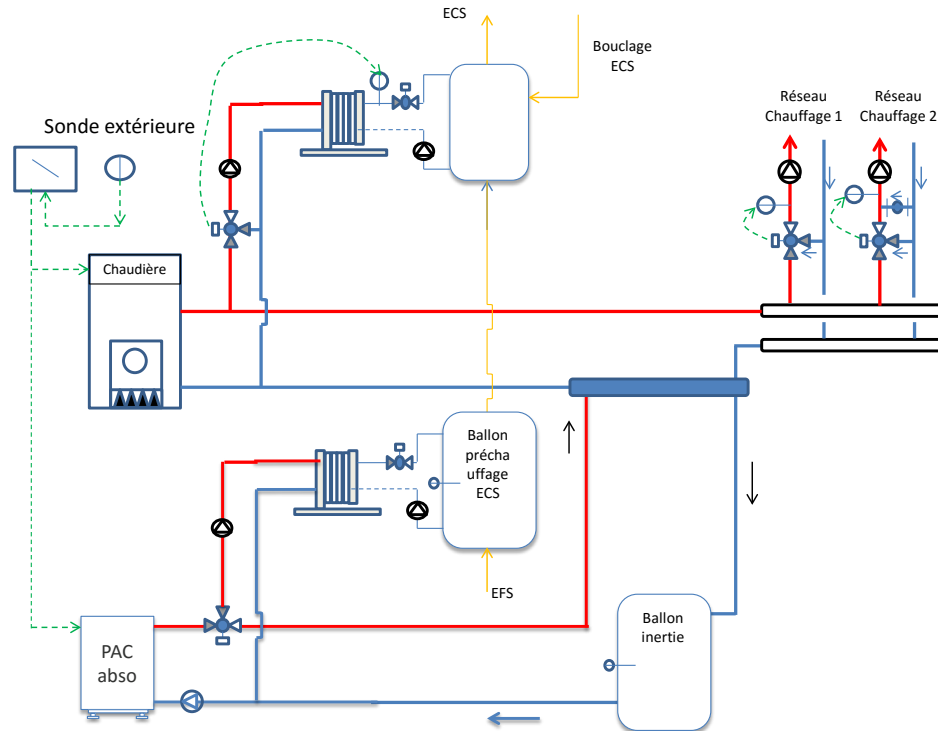 ECS
Bouclage
ECS
Réseau
Chauffage 1
Réseau
Chauffage 2
Sonde extérieure
Chaudière
Ballon
précha
uffage
ECS
EFS
Ballon
inertie
PAC
abso